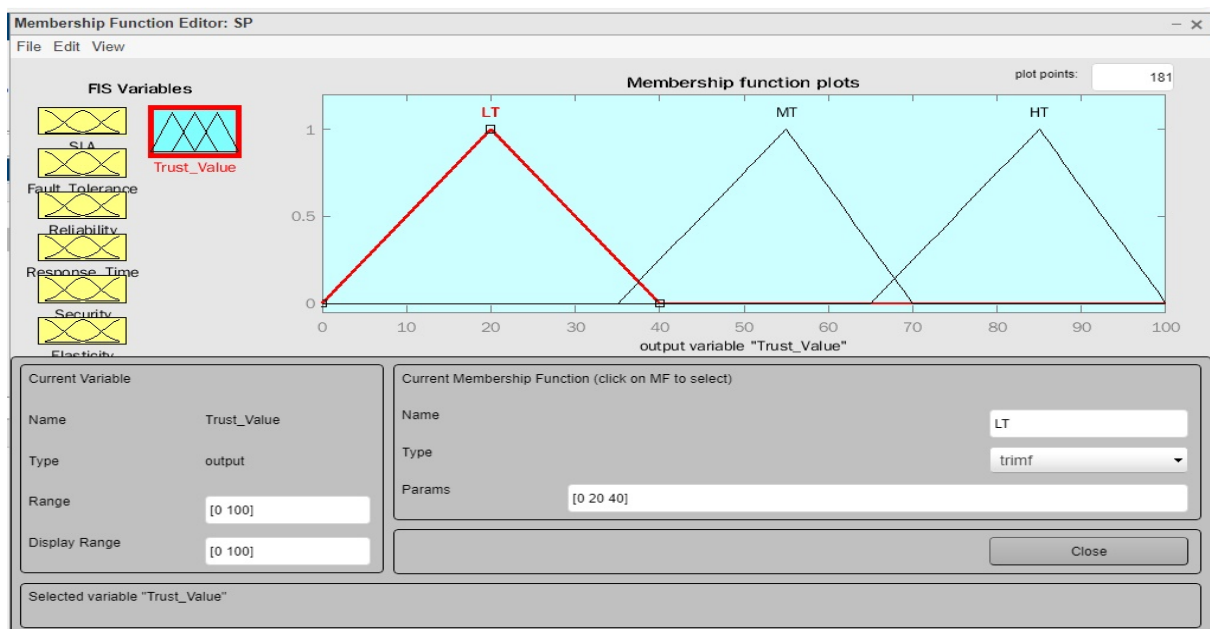 Membership Function Editor: SP
File Edit View
FIS Variables
SLA
Fault_Tolerance
Reliability
Response_Time
Security
Elasticity
Trust_Value
Membership function plots
plot points: 181
LT MT HT
1
0.5
0
0 10 20 30 40 50 60 70 80 90 100
output variable "Trust_Value"
Current Variable
Name Trust_Value
Type output
Range [0 100]
Display Range [0 100]
Current Membership Function (click on MF to select)
Name LT
Type trimf
Params [0 20 40]
Close
Selected variable "Trust_Value"